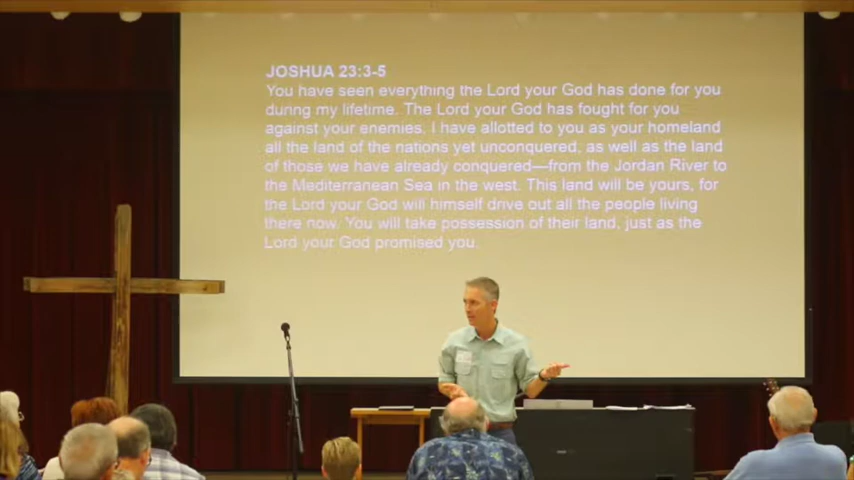 JOSHUA 23:3-5
You have seen everything the Lord your God has done for you
during my lifetime. The Lord your God has fought for you
against your enemies. I have allotted to you as your homeland
all the land of the nations yet unconquered, as well as the land
of those we have already conquered—from the Jordan River to
the Mediterranean Sea in the west. This land will be yours, for
the Lord your God will himself drive out all the people living
there now. You will take possession of their land, just as the
Lord your God promised you.